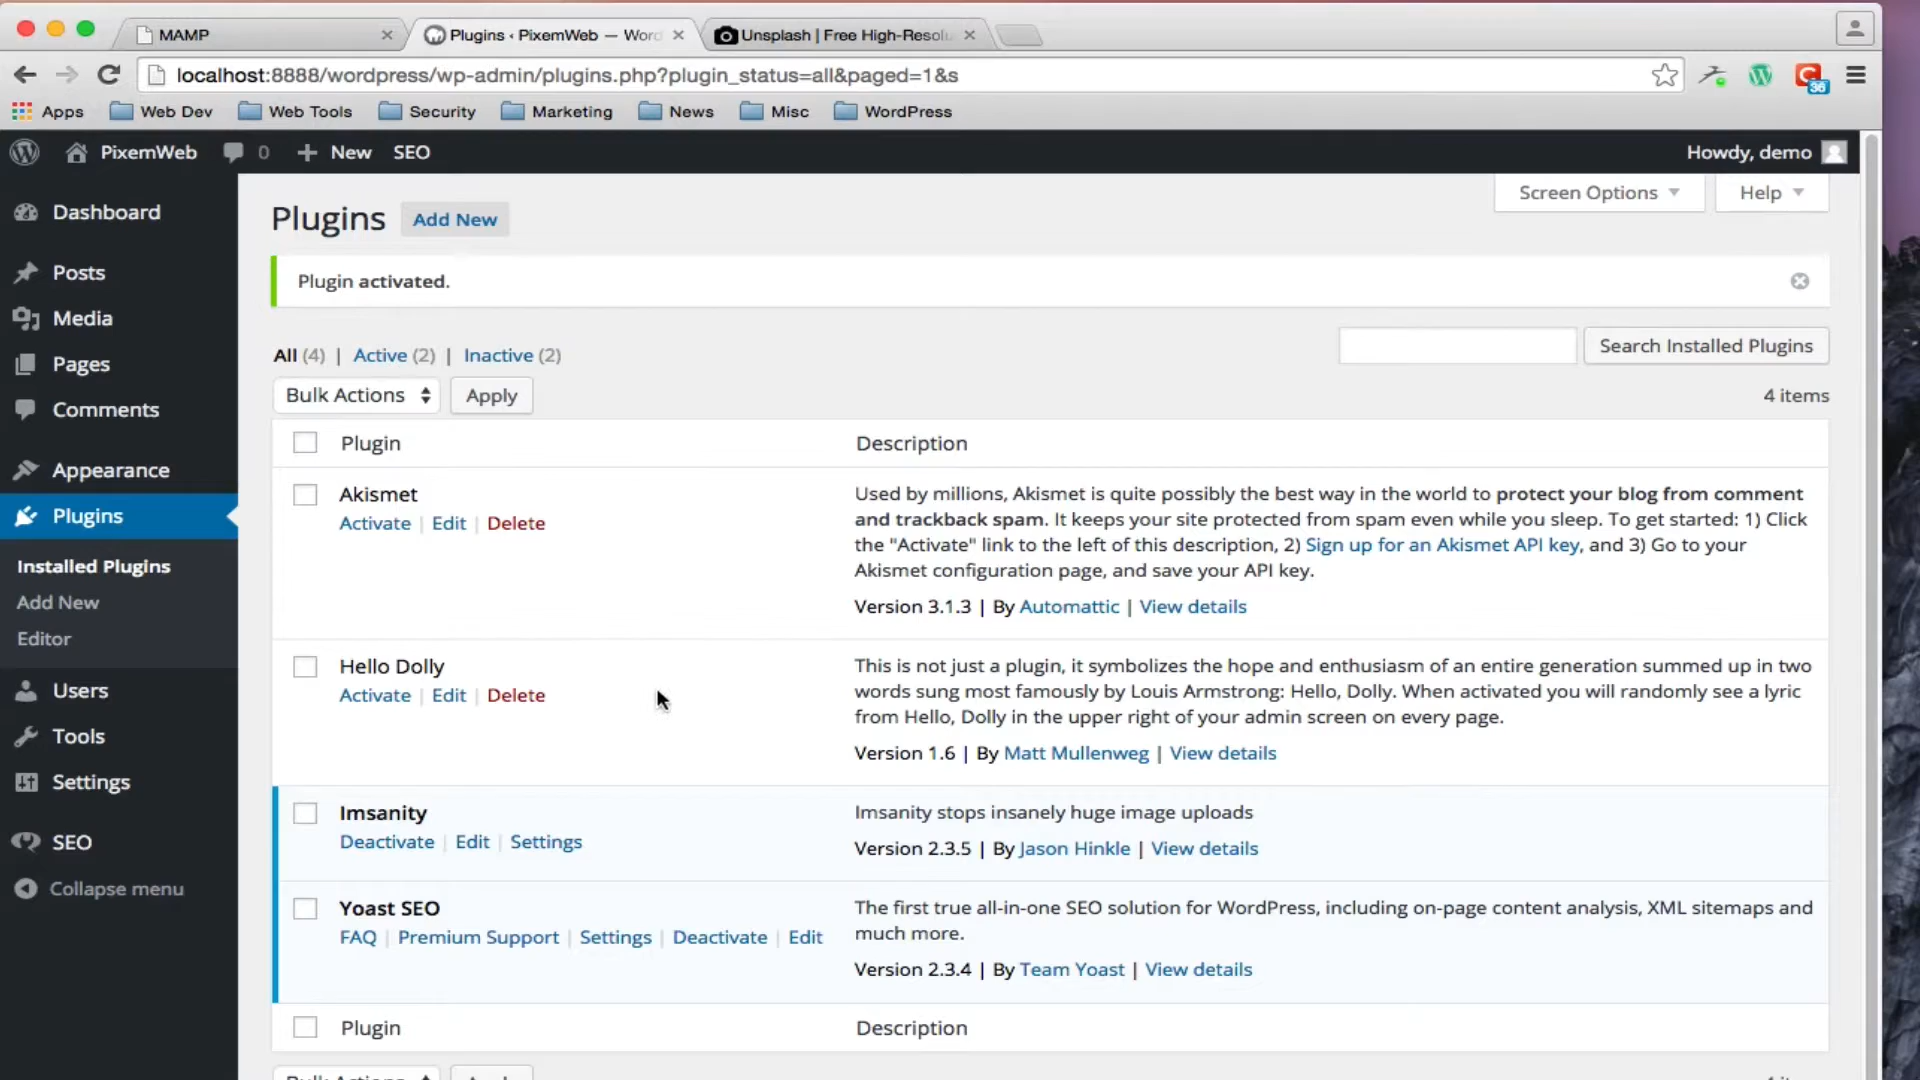 MAMP
Plugins ‹ PixemWeb — Word
Unsplash | Free High-Resolu
localhost:8888/wordpress/wp-admin/plugins.php?plugin_status=all&paged=1&s
36
Apps Web Dev Web Tools Security Marketing News Misc WordPress
PixemWeb 0 + New SEO
Howdy, demo
Dashboard
Posts
Media
Pages
Comments
Appearance
Plugins
Installed Plugins
Add New
Editor
Users
Tools
Settings
SEO
Collapse menu
Screen Options
Help
Plugins Add New
Plugin activated.
All (4) | Active (2) | Inactive (2)
Search Installed Plugins
Bulk Actions Apply
4 items
Plugin Description
Akismet
Activate | Edit | Delete
Used by millions, Akismet is quite possibly the best way in the world to protect your blog from comment
and trackback spam. It keeps your site protected from spam even while you sleep. To get started: 1) Click
the "Activate" link to the left of this description, 2) Sign up for an Akismet API key, and 3) Go to your
Akismet configuration page, and save your API key.
Version 3.1.3 | By Automattic | View details
Hello Dolly
Activate | Edit | Delete
This is not just a plugin, it symbolizes the hope and enthusiasm of an entire generation summed up in two
words sung most famously by Louis Armstrong: Hello, Dolly. When activated you will randomly see a lyric
from Hello, Dolly in the upper right of your admin screen on every page.
Version 1.6 | By Matt Mullenweg | View details
Imsanity
Deactivate | Edit | Settings
Imsanity stops insanely huge image uploads
Version 2.3.5 | By Jason Hinkle | View details
Yoast SEO
FAQ | Premium Support | Settings | Deactivate | Edit
The first true all-in-one SEO solution for WordPress, including on-page content analysis, XML sitemaps and
much more.
Version 2.3.4 | By Team Yoast | View details
Plugin Description
Bulk Actions